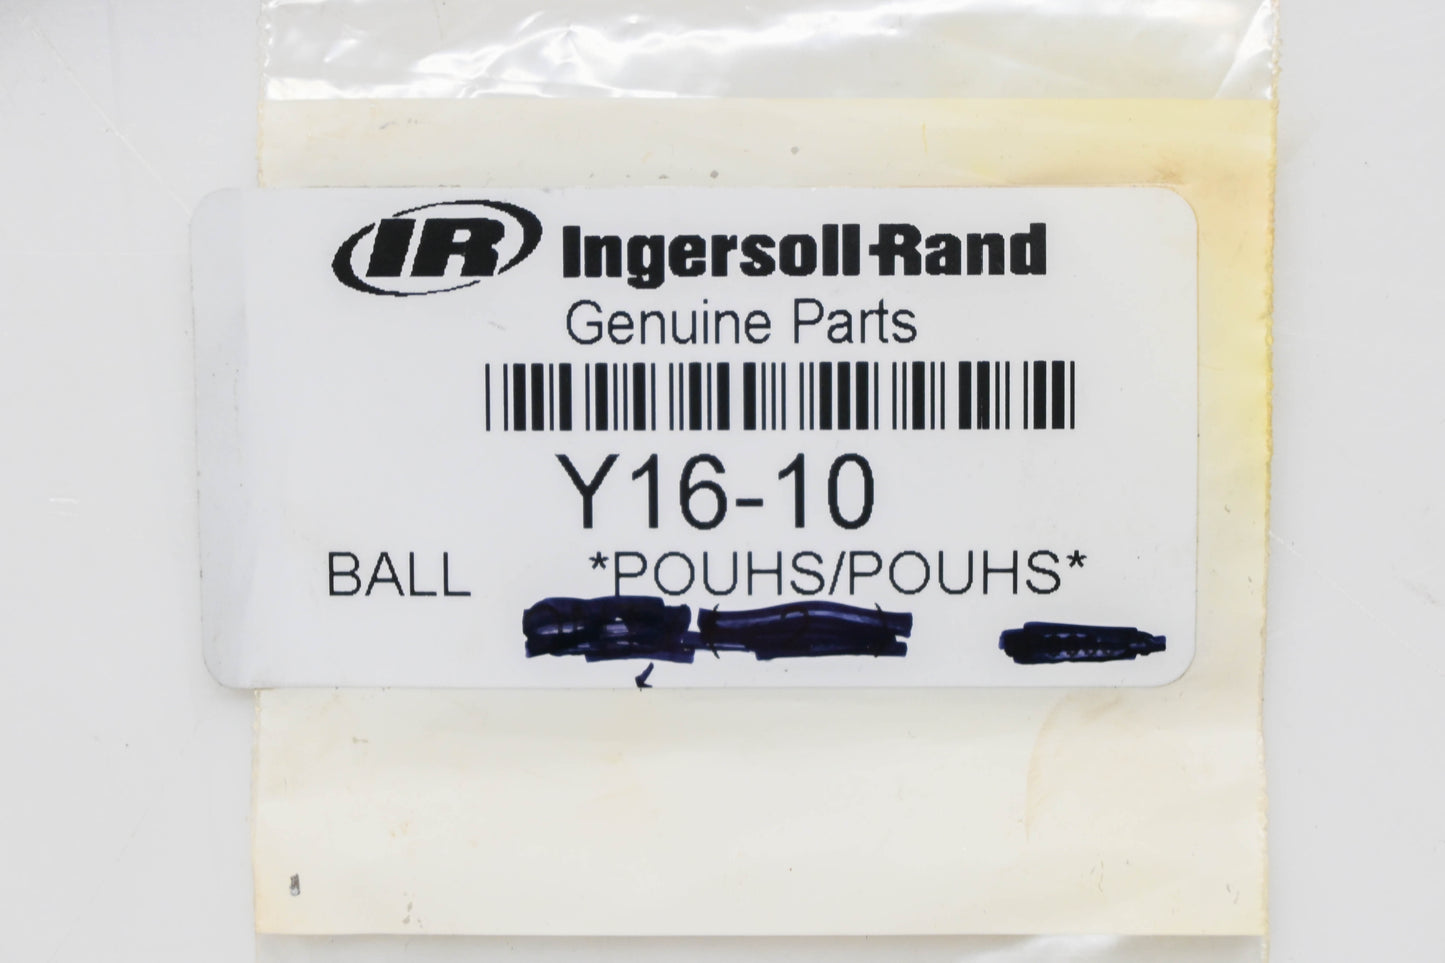 IR Ingersoll-Rand
Genuine Parts
Y16-10
BALL *POUHS/POUHS*